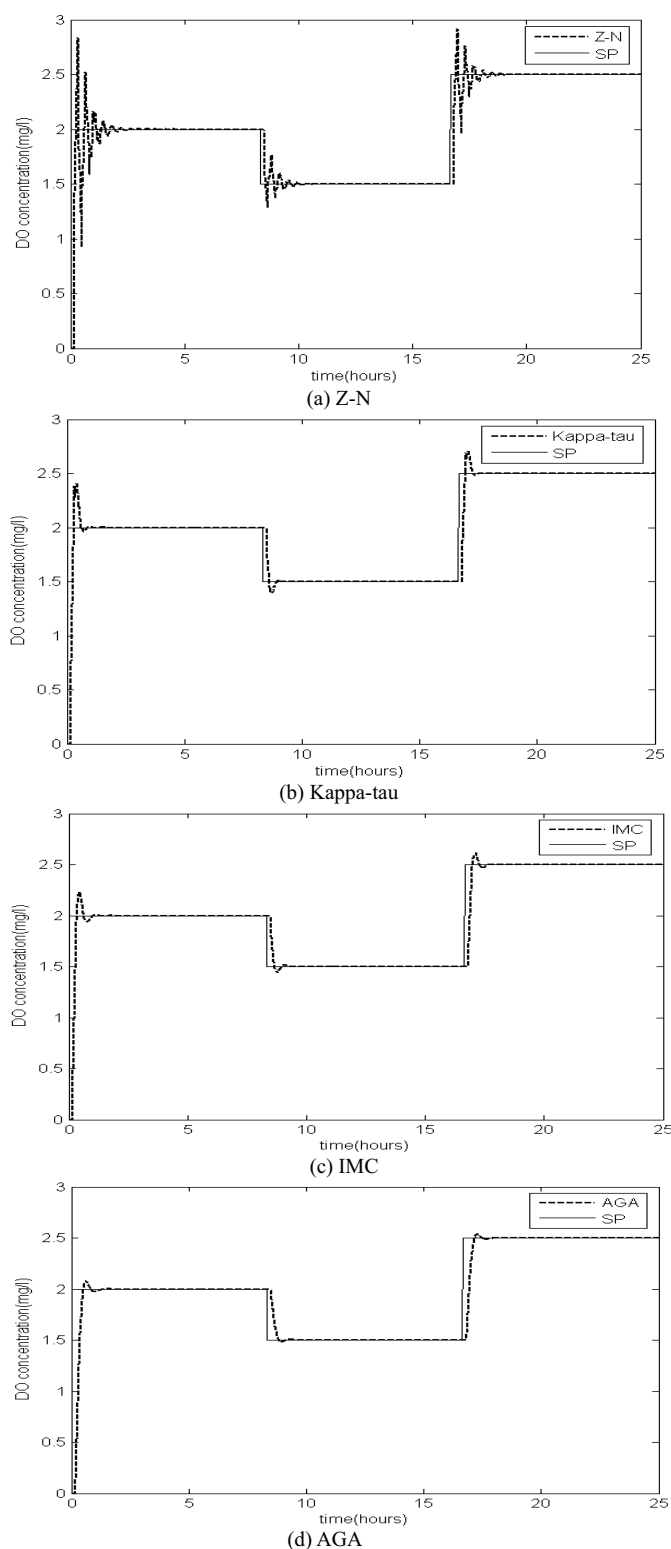 3
Z-N
SP
2.5
2
1.5
1
0.5
0
DO concentration(mg/l)
0 5 10 15 20 25
time(hours)
(a) Z-N
3
Kappa-tau
SP
2.5
2
1.5
1
0.5
0
DO concentration(mg/l)
0 5 10 15 20 25
time(hours)
(b) Kappa-tau
3
IMC
SP
2.5
2
1.5
1
0.5
0
DO concentration(mg/l)
0 5 10 15 20 25
time(hours)
(c) IMC
3
AGA
SP
2.5
2
1.5
1
0.5
0
DO concentration(mg/l)
0 5 10 15 20 25
time(hours)
(d) AGA